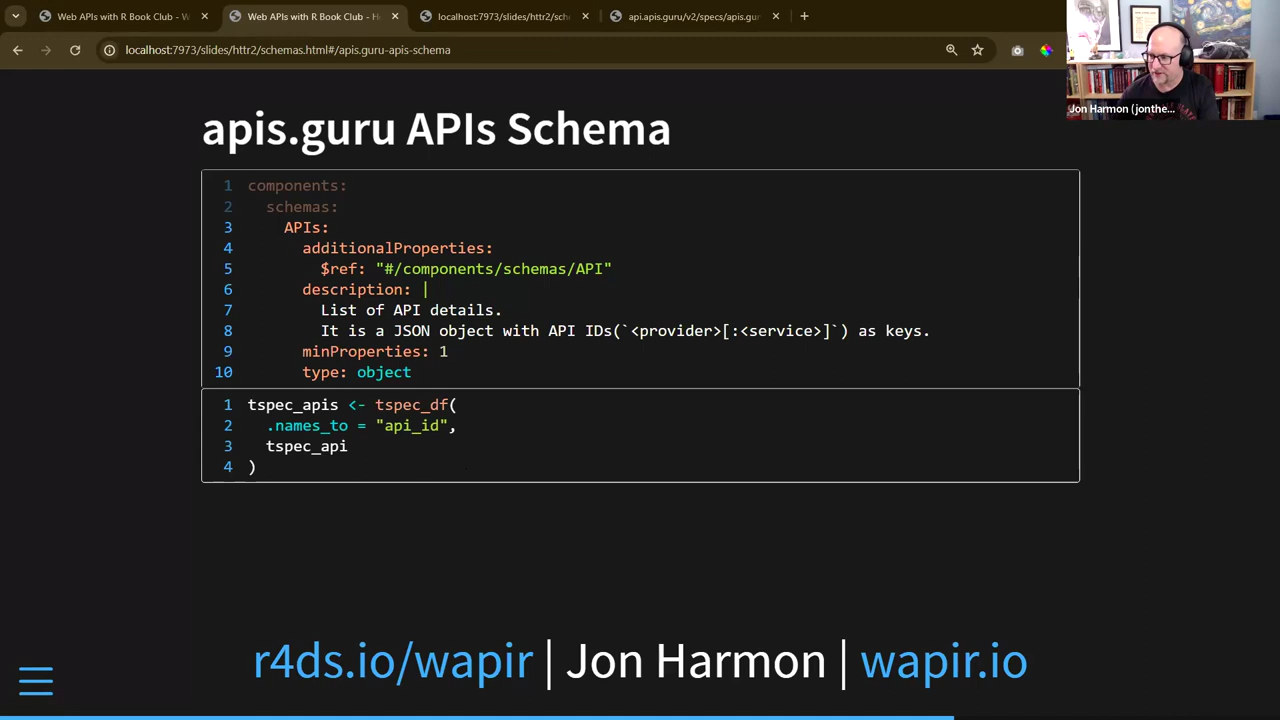 Web APIs with R Book Club - W
Web APIs with R Book Club - H
localhost:7973/slides/httr2/sch
api.apis.guru/v2/specs/apis.gur
localhost:7973/slides/httr2/schemas.html#/apis.guru-apis-schema
Jon Harmon (jonthe...
apis.guru APIs Schema
1 components:
2 schemas:
3 APIs:
4 additionalProperties:
5 $ref: "#/components/schemas/API"
6 description: |
7 List of API details.
8 It is a JSON object with API IDs(`<provider>[:<service>]`) as keys.
9 minProperties: 1
10 type: object
1 tspec_apis <- tspec_df(
2 .names_to = "api_id",
3 tspec_api
4 )
r4ds.io/wapir | Jon Harmon | wapir.io